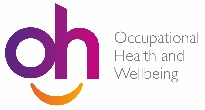 oh
Occupational
Health and
Wellbeing